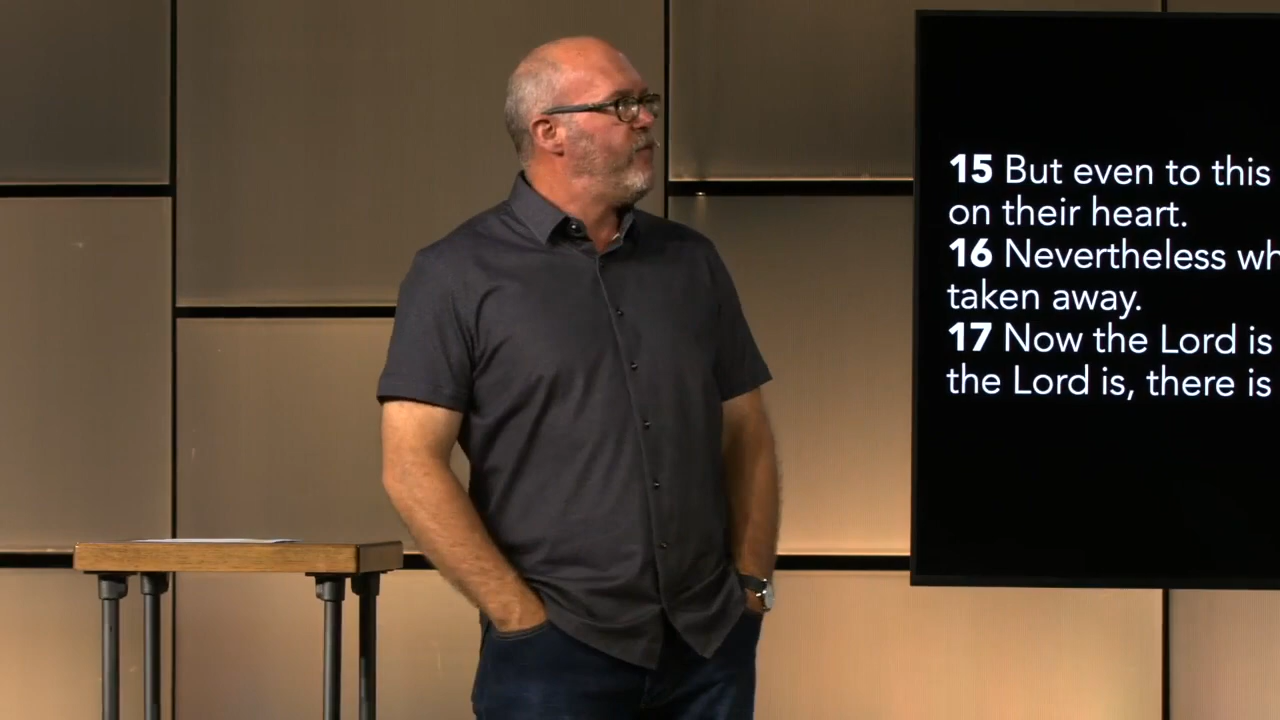 15 But even to this
on their heart.
16 Nevertheless wh
taken away.
17 Now the Lord is
the Lord is, there is